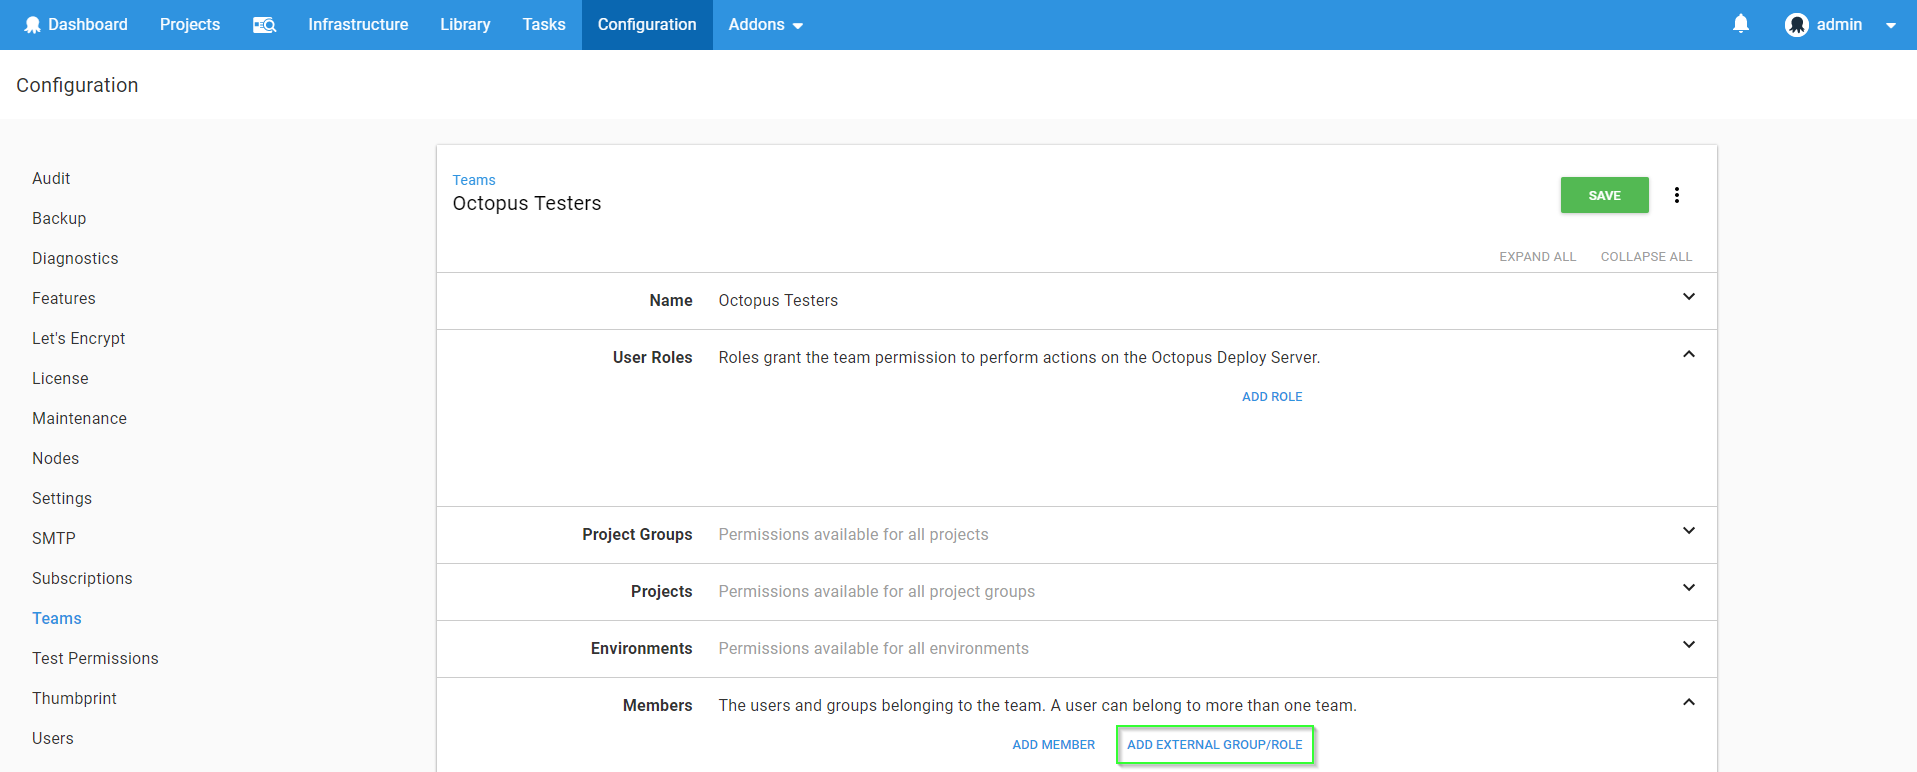 Dashboard Projects Infrastructure Library Tasks Configuration Addons admin
Configuration
Audit
Backup
Diagnostics
Features
Let's Encrypt
License
Maintenance
Nodes
Settings
SMTP
Subscriptions
Teams
Test Permissions
Thumbprint
Users
Teams
Octopus Testers
SAVE
EXPAND ALL COLLAPSE ALL
Name Octopus Testers
User Roles Roles grant the team permission to perform actions on the Octopus Deploy Server.
ADD ROLE
Project Groups Permissions available for all projects
Projects Permissions available for all project groups
Environments Permissions available for all environments
Members The users and groups belonging to the team. A user can belong to more than one team.
ADD MEMBER ADD EXTERNAL GROUP/ROLE